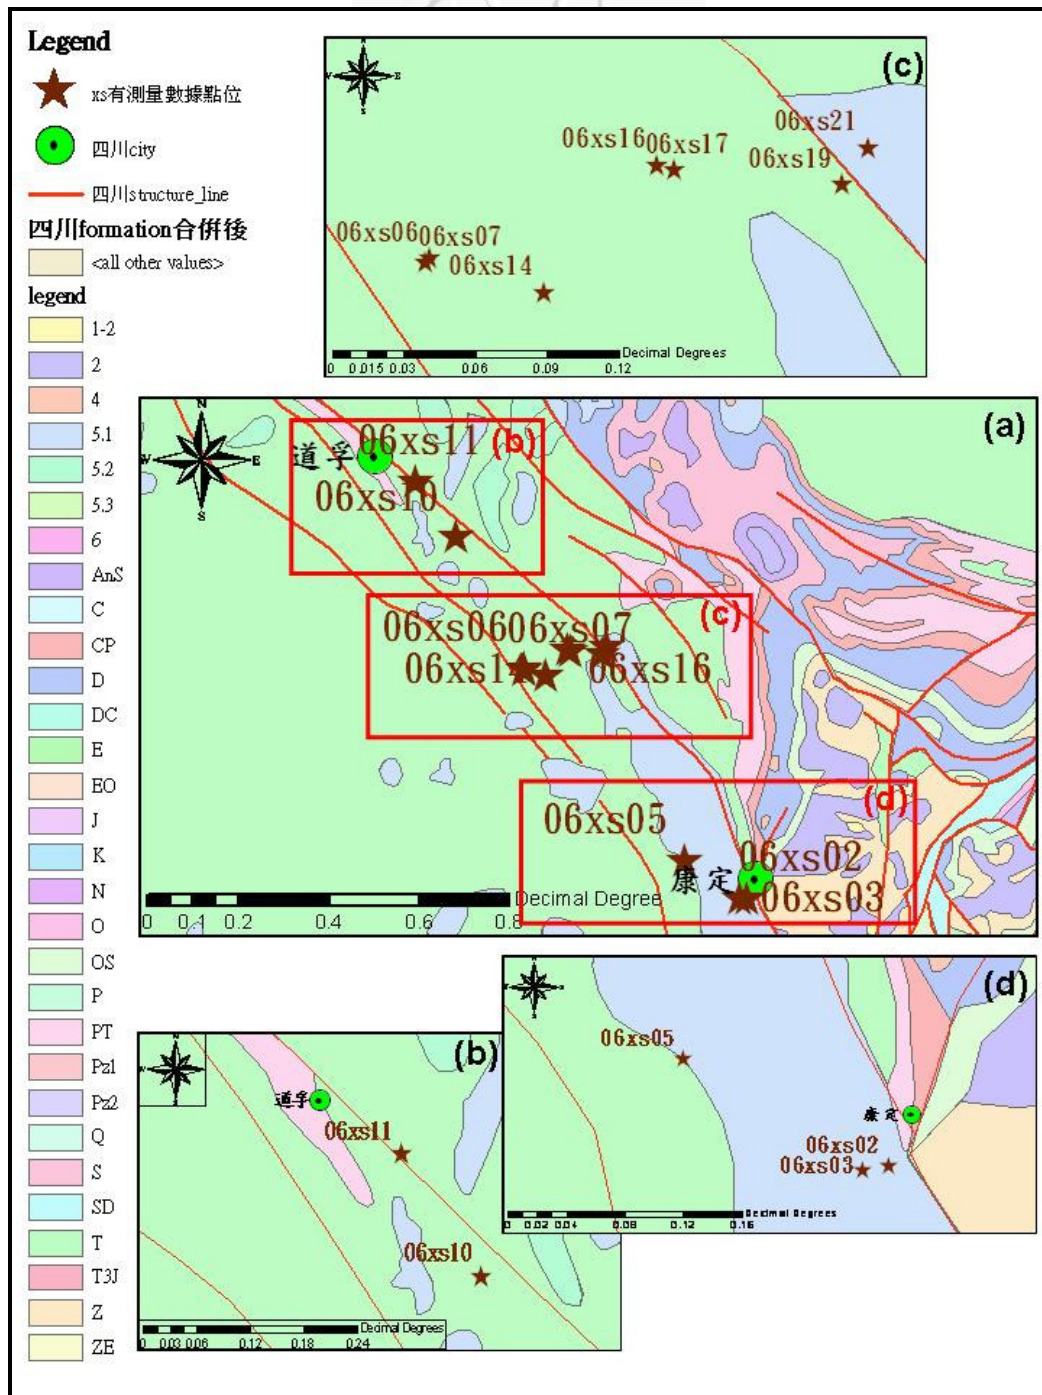 Legend
xs有測量數據點位
四川city
四川structure_line
四川formation合併後
<all other values>
legend
1-2
2
4
5.1
5.2
5.3
6
AnS
C
CP
D
DC
E
EO
J
K
N
O
OS
P
PT
Pz1
Pz2
Q
S
SD
T
T3J
Z
ZE
(c)
06xs21
06xs16
06xs17
06xs19
06xs06
06xs07
06xs14
Decimal Degrees
0 0.015 0.03 0.06 0.09 0.12
N
W E
S
(a)
(b)
06xs11
道孚
06xs10
(c)
06xs06
06xs07
06xs14
06xs16
(d)
06xs05
06xs02
康定
06xs03
Decimal Degree
0 0.1 0.2 0.4 0.6 0.8
(b)
道孚
06xs11
06xs10
Decimal Degrees
0 0.03 0.06 0.12 0.18 0.24
(d)
06xs05
康定
06xs02
06xs03
Decimal Degrees
0 0.02 0.04 0.08 0.12 0.16